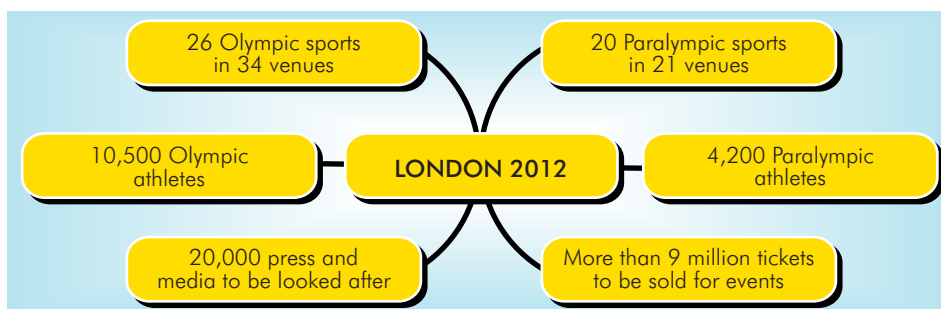 26 Olympic sports
in 34 venues
20 Paralympic sports
in 21 venues
10,500 Olympic
athletes
LONDON 2012
4,200 Paralympic
athletes
20,000 press and
media to be looked after
More than 9 million tickets
to be sold for events